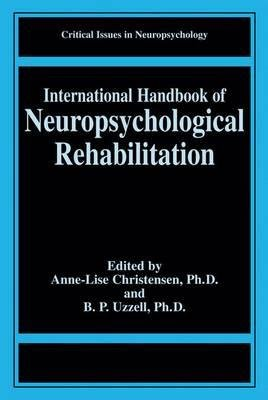 Critical Issues in Neuropsychology
International Handbook of
Neuropsychological
Rehabilitation
Edited by
Anne-Lise Christensen, Ph.D.
and
B. P. Uzzell, Ph.D.